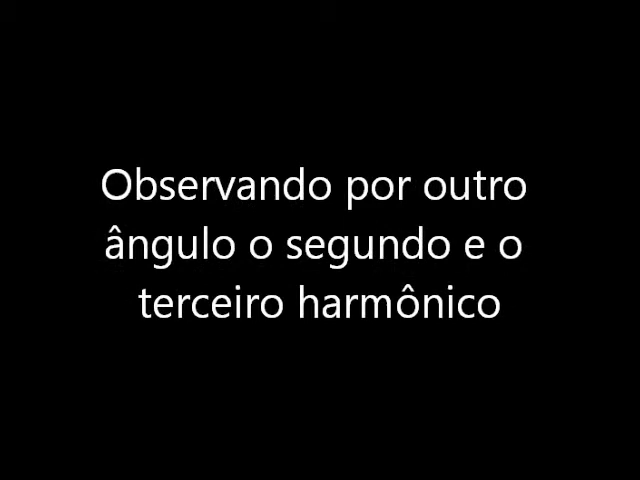 Observando por outro
ângulo o segundo e o
terceiro harmônico